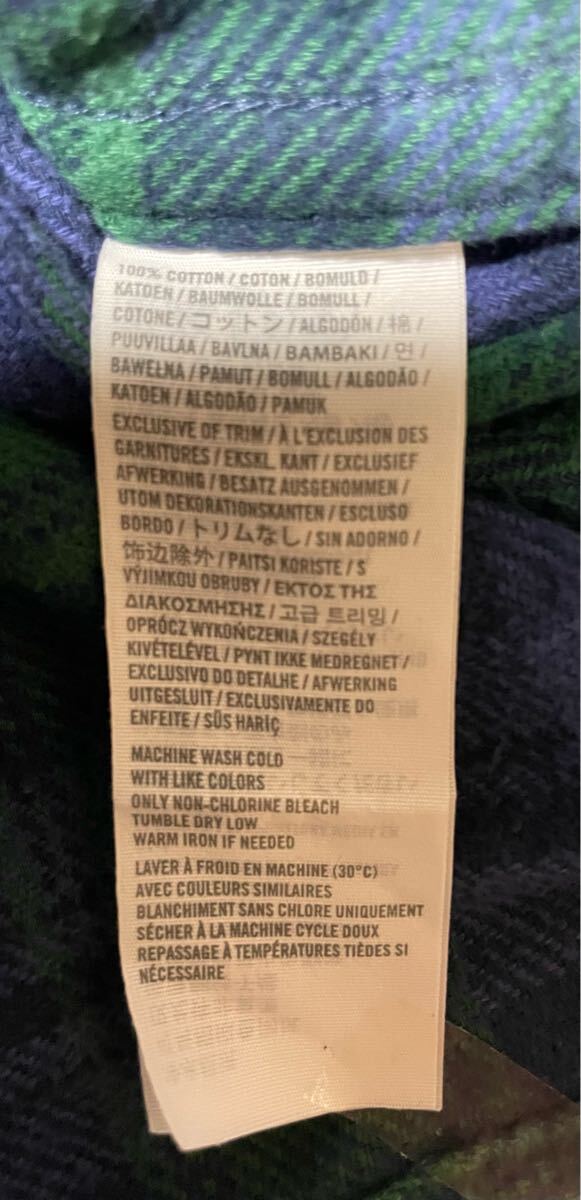 100% COTTON / COTON / BOMULD /
KATOEN / BAUMWOLLE / BOMULL /
COTONE / コットン / ALGODÓN / 棉 /
PUUVILLAA / BAVLNA / BAMBAKI / 면 /
BAWEŁNA / PAMUT / BOMULL / ALGODÃO /
KATOEN / ALGODÃO / PAMUK
EXCLUSIVE OF TRIM / À L'EXCLUSION DES
GARNITURES / EKSKL. KANT / EXCLUSIEF
AFWERKING / BESATZ AUSGENOMMEN /
UTOM DEKORATIONSKANTEN / ESCLUSO
BORDO / トリムなし / SIN ADORNO /
饰边除外 / PAITSI KORISTE / S
VÝJIMKOU OBRUBY / ΕΚΤΟΣ ΤΗΣ
ΔΙΑΚΟΣΜΗΣΗΣ / 고급 트리밍 /
OPRÓCZ WYKOŃCZENIA / SZEGÉLY
KIVÉTELÉVEL / PYNT IKKE MEDREGNET /
EXCLUSIVO DO DETALHE / AFWERKING
UITGESLUIT / EXCLUSIVAMENTE DO
ENFEITE / SÜS HARİÇ
MACHINE WASH COLD
WITH LIKE COLORS
ONLY NON-CHLORINE BLEACH
TUMBLE DRY LOW
WARM IRON IF NEEDED
LAVER À FROID EN MACHINE (30°C)
AVEC COULEURS SIMILAIRES
BLANCHIMENT SANS CHLORE UNIQUEMENT
SÉCHER À LA MACHINE CYCLE DOUX
REPASSAGE À TEMPÉRATURES TIÈDES SI
NÉCESSAIRE